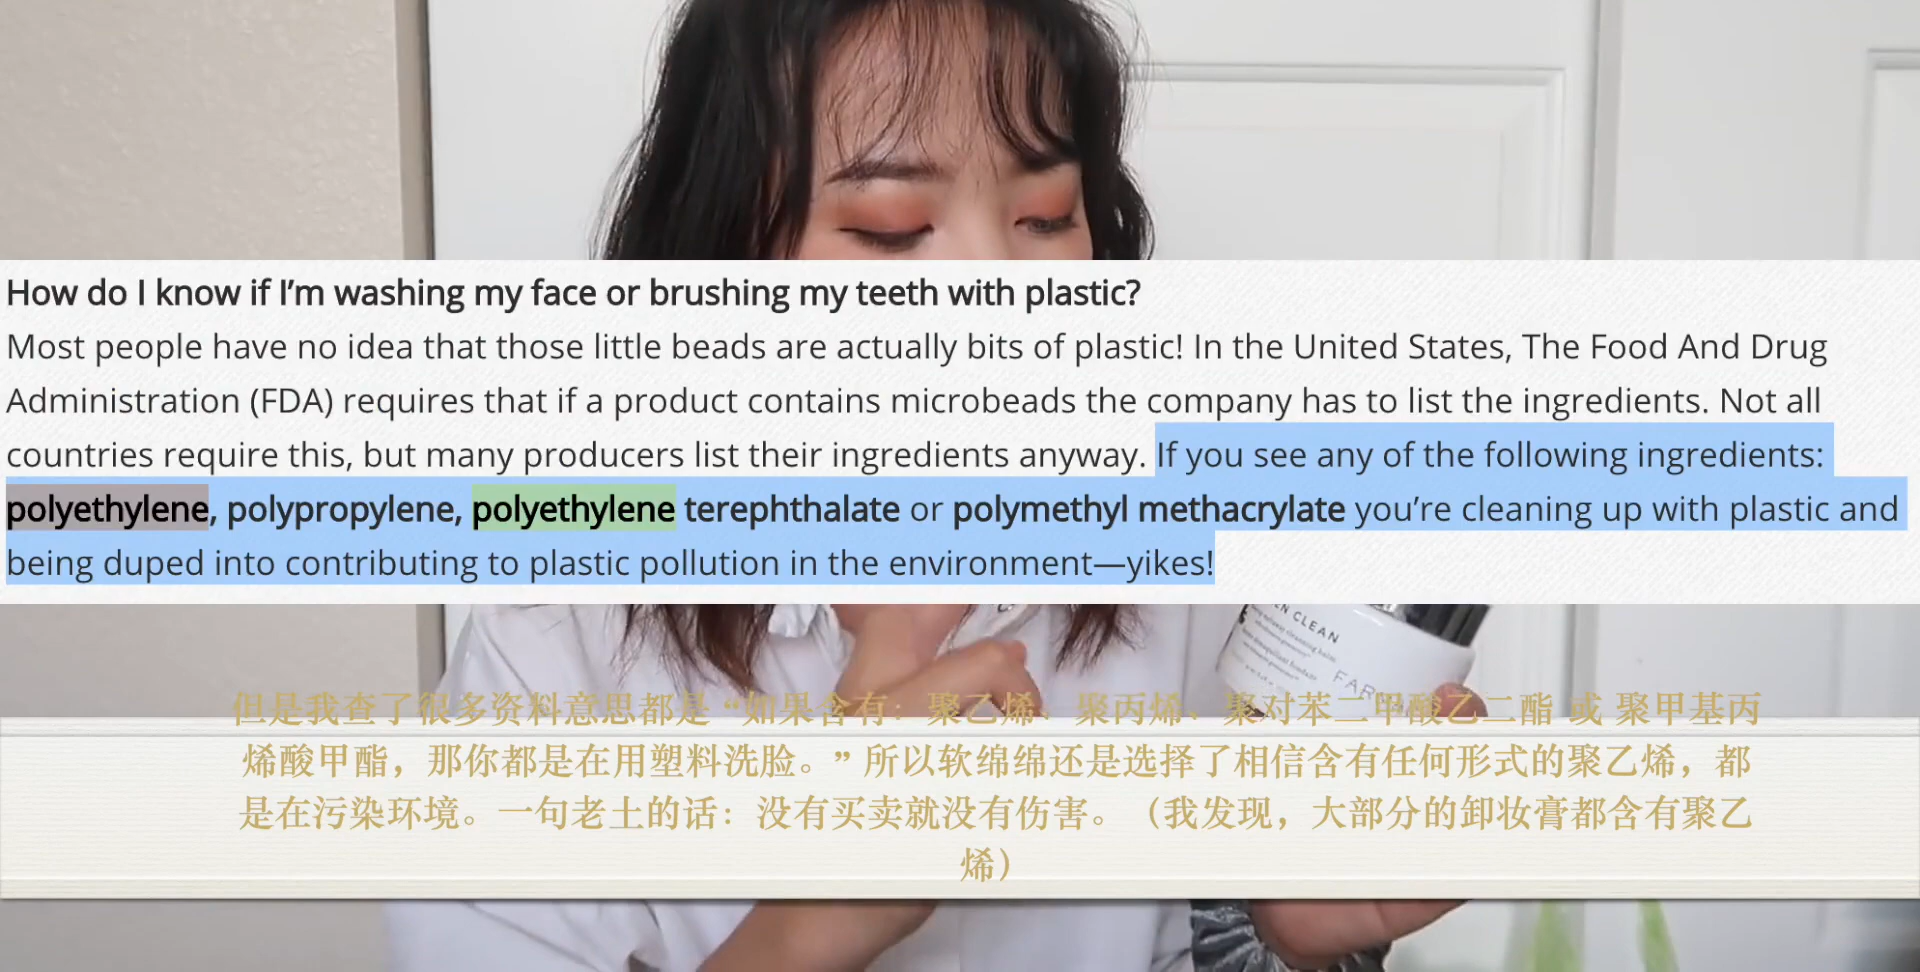 How do I know if I’m washing my face or brushing my teeth with plastic?
Most people have no idea that those little beads are actually bits of plastic! In the United States, The Food And Drug
Administration (FDA) requires that if a product contains microbeads the company has to list the ingredients. Not all
countries require this, but many producers list their ingredients anyway. If you see any of the following ingredients:
polyethylene, polypropylene, polyethylene terephthalate or polymethyl methacrylate you’re cleaning up with plastic and
being duped into contributing to plastic pollution in the environment—yikes!
CLEAN
FAR
但是我查了很多资料意思都是 “如果含有：聚乙烯、聚丙烯、聚对苯二甲酸乙二酯 或 聚甲基丙
烯酸甲酯，那你都是在用塑料洗脸。” 所以软绵绵还是选择了相信含有任何形式的聚乙烯，都
是在污染环境。一句老土的话：没有买卖就没有伤害。（我发现，大部分的卸妆膏都含有聚乙
烯）